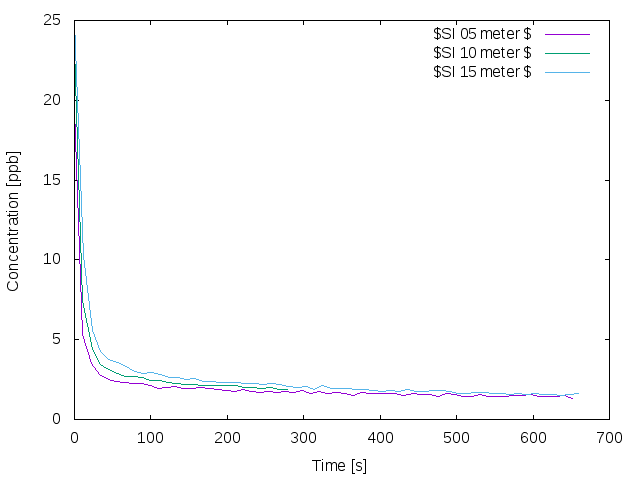 25
20
15
10
5
0
Concentration [ppb]
$SI 05 meter $
$SI 10 meter $
$SI 15 meter $
0 100 200 300 400 500 600 700
Time [s]